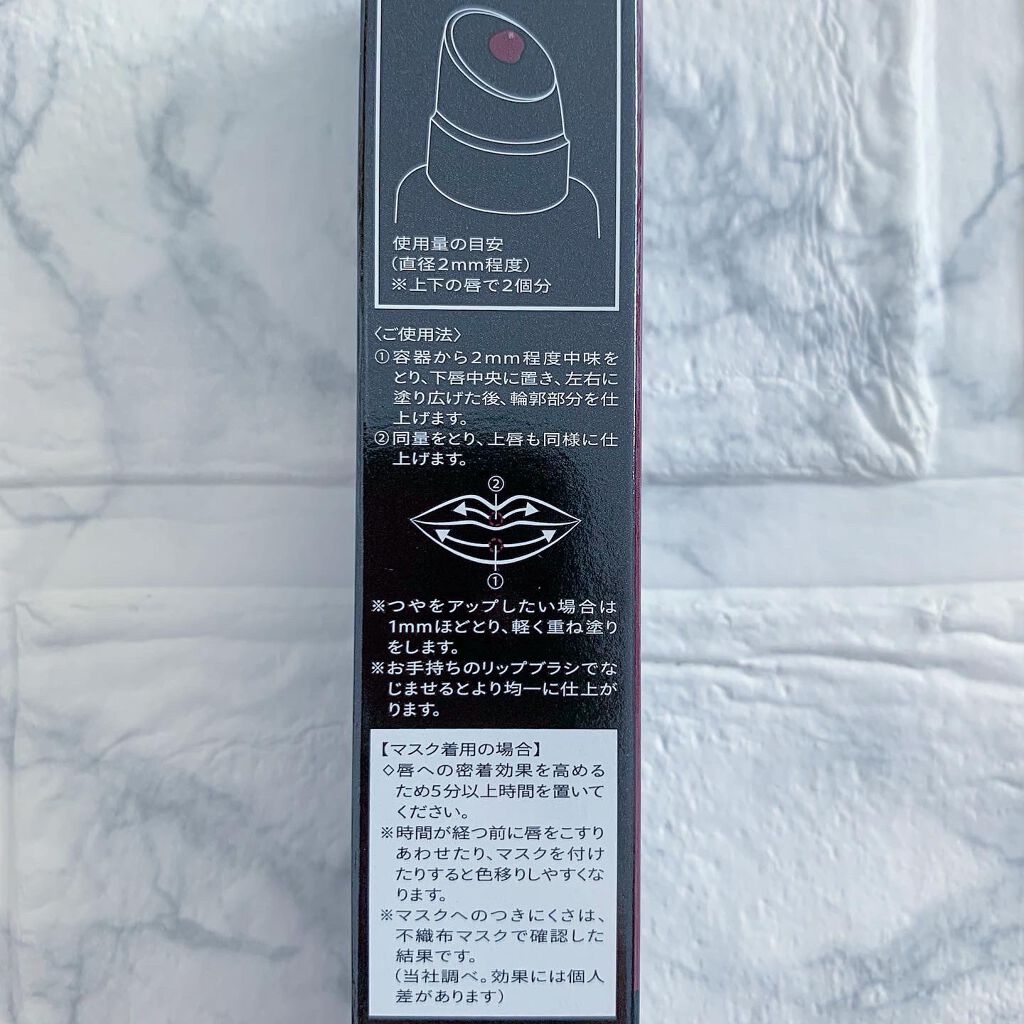 使用量の目安
(直径2mm程度)
※上下の唇で2個分
〈ご使用法〉
①容器から2mm程度中味を
とり、下唇中央に置き、左右に
塗り広げた後、輪郭部分を仕
上げます。
②同量をとり、上唇も同様に仕
上げます。
②
①
※つやをアップしたい場合は
1mmほどとり、軽く重ね塗り
をします。
※お手持ちのリップブラシでな
じませるとより均一に仕上が
ります。
【マスク着用の場合】
◇唇への密着効果を高める
ため5分以上時間を置いて
ください。
※時間が経つ前に唇をこすり
あわせたり、マスクを付け
たりすると色移りしやすくな
ります。
※マスクへのつきにくさは、
不織布マスクで確認した
結果です。
(当社調べ。効果には個人
差があります)